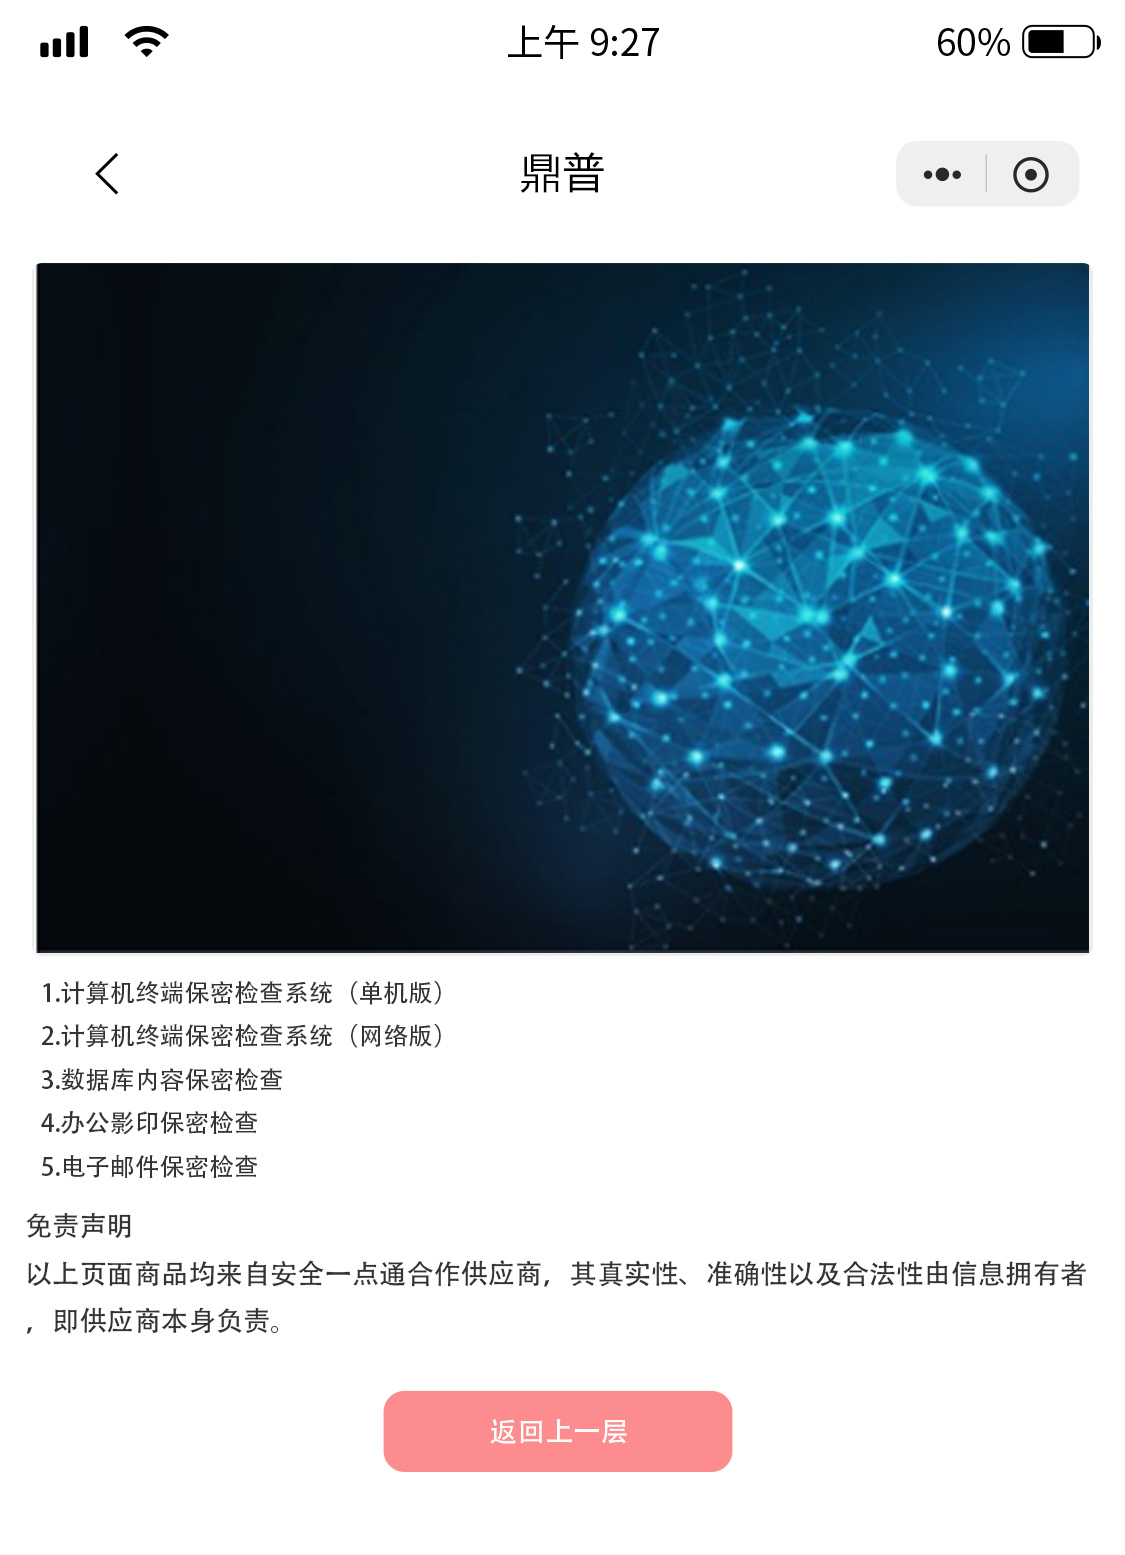 上午 9:27
60%
鼎普
1.计算机终端保密检查系统（单机版）
2.计算机终端保密检查系统（网络版）
3.数据库内容保密检查
4.办公影印保密检查
5.电子邮件保密检查
免责声明
以上页面商品均来自安全一点通合作供应商，其真实性、准确性以及合法性由信息拥有者
，即供应商本身负责。
返回上一层